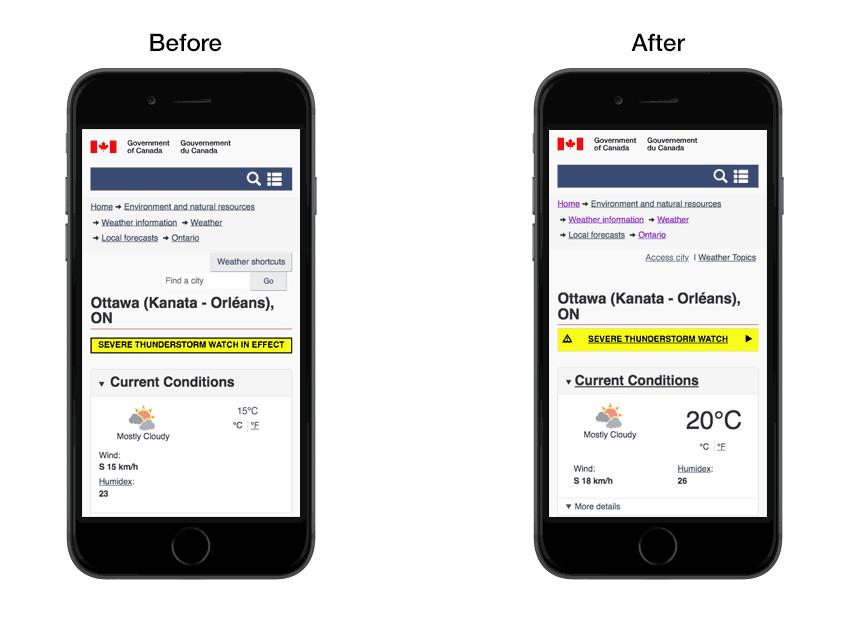 Before
Government of Canada
Gouvernement du Canada
Home → Environment and natural resources
→ Weather information → Weather
→ Local forecasts → Ontario
Weather shortcuts
Find a city Go
Ottawa (Kanata - Orléans),
ON
SEVERE THUNDERSTORM WATCH IN EFFECT
▼ Current Conditions
15°C
°C | °F
Mostly Cloudy
Wind:
S 15 km/h
Humidex:
23
After
Government of Canada
Gouvernement du Canada
Home → Environment and natural resources
→ Weather information → Weather
→ Local forecasts → Ontario
Access city | Weather Topics
Ottawa (Kanata - Orléans),
ON
SEVERE THUNDERSTORM WATCH ▶
▼ Current Conditions
20°C
Mostly Cloudy
°C | °F
Wind: Humidex:
S 18 km/h 26
▼ More details